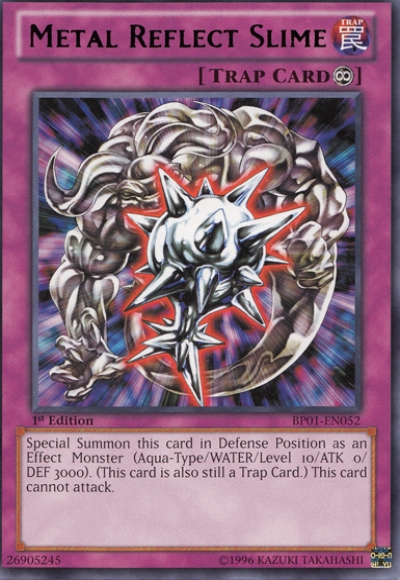 METAL REFLECT SLIME
TRAP
罠
[TRAP CARD]
1st Edition
BP01-EN052
Special Summon this card in Defense Position as an
Effect Monster (Aqua-Type/WATER/Level 10/ATK 0/
DEF 3000). (This card is also still a Trap Card.) This card
cannot attack.
26905245
©1996 KAZUKI TAKAHASHI